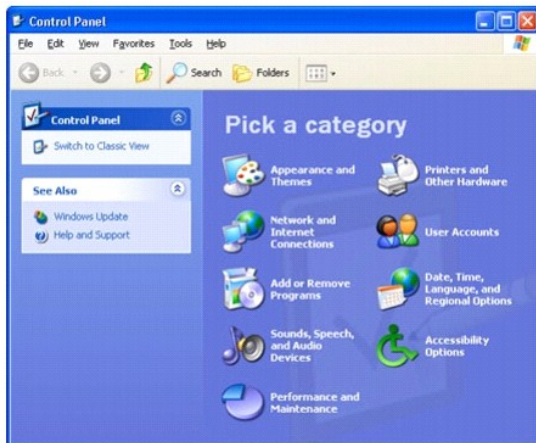 Control Panel
File Edit View Favorites Tools Help
Back Search Folders
Control Panel
Switch to Classic View
See Also
Windows Update
Help and Support
Pick a category
Appearance and
Themes
Printers and
Other Hardware
Network and
Internet
Connections
User Accounts
Add or Remove
Programs
Date, Time,
Language, and
Regional Options
Sounds, Speech,
and Audio
Devices
Accessibility
Options
Performance and
Maintenance